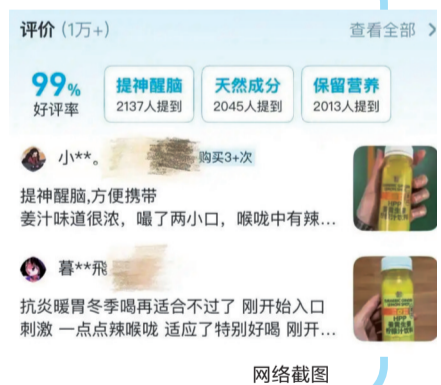 评价 (1万+) 查看全部 >
99%
好评率
提神醒脑
2137人提到
天然成分
2045人提到
保留营养
2013人提到
小**。 购买3+次
提神醒脑,方便携带
姜汁味道很浓，嘬了两小口，喉咙中有辣...
HPP
暮**飛
抗炎暖胃冬季喝再适合不过了 刚开始入口
刺激 一点点辣喉咙 适应了特别好喝 刚开...
HPP
网络截图